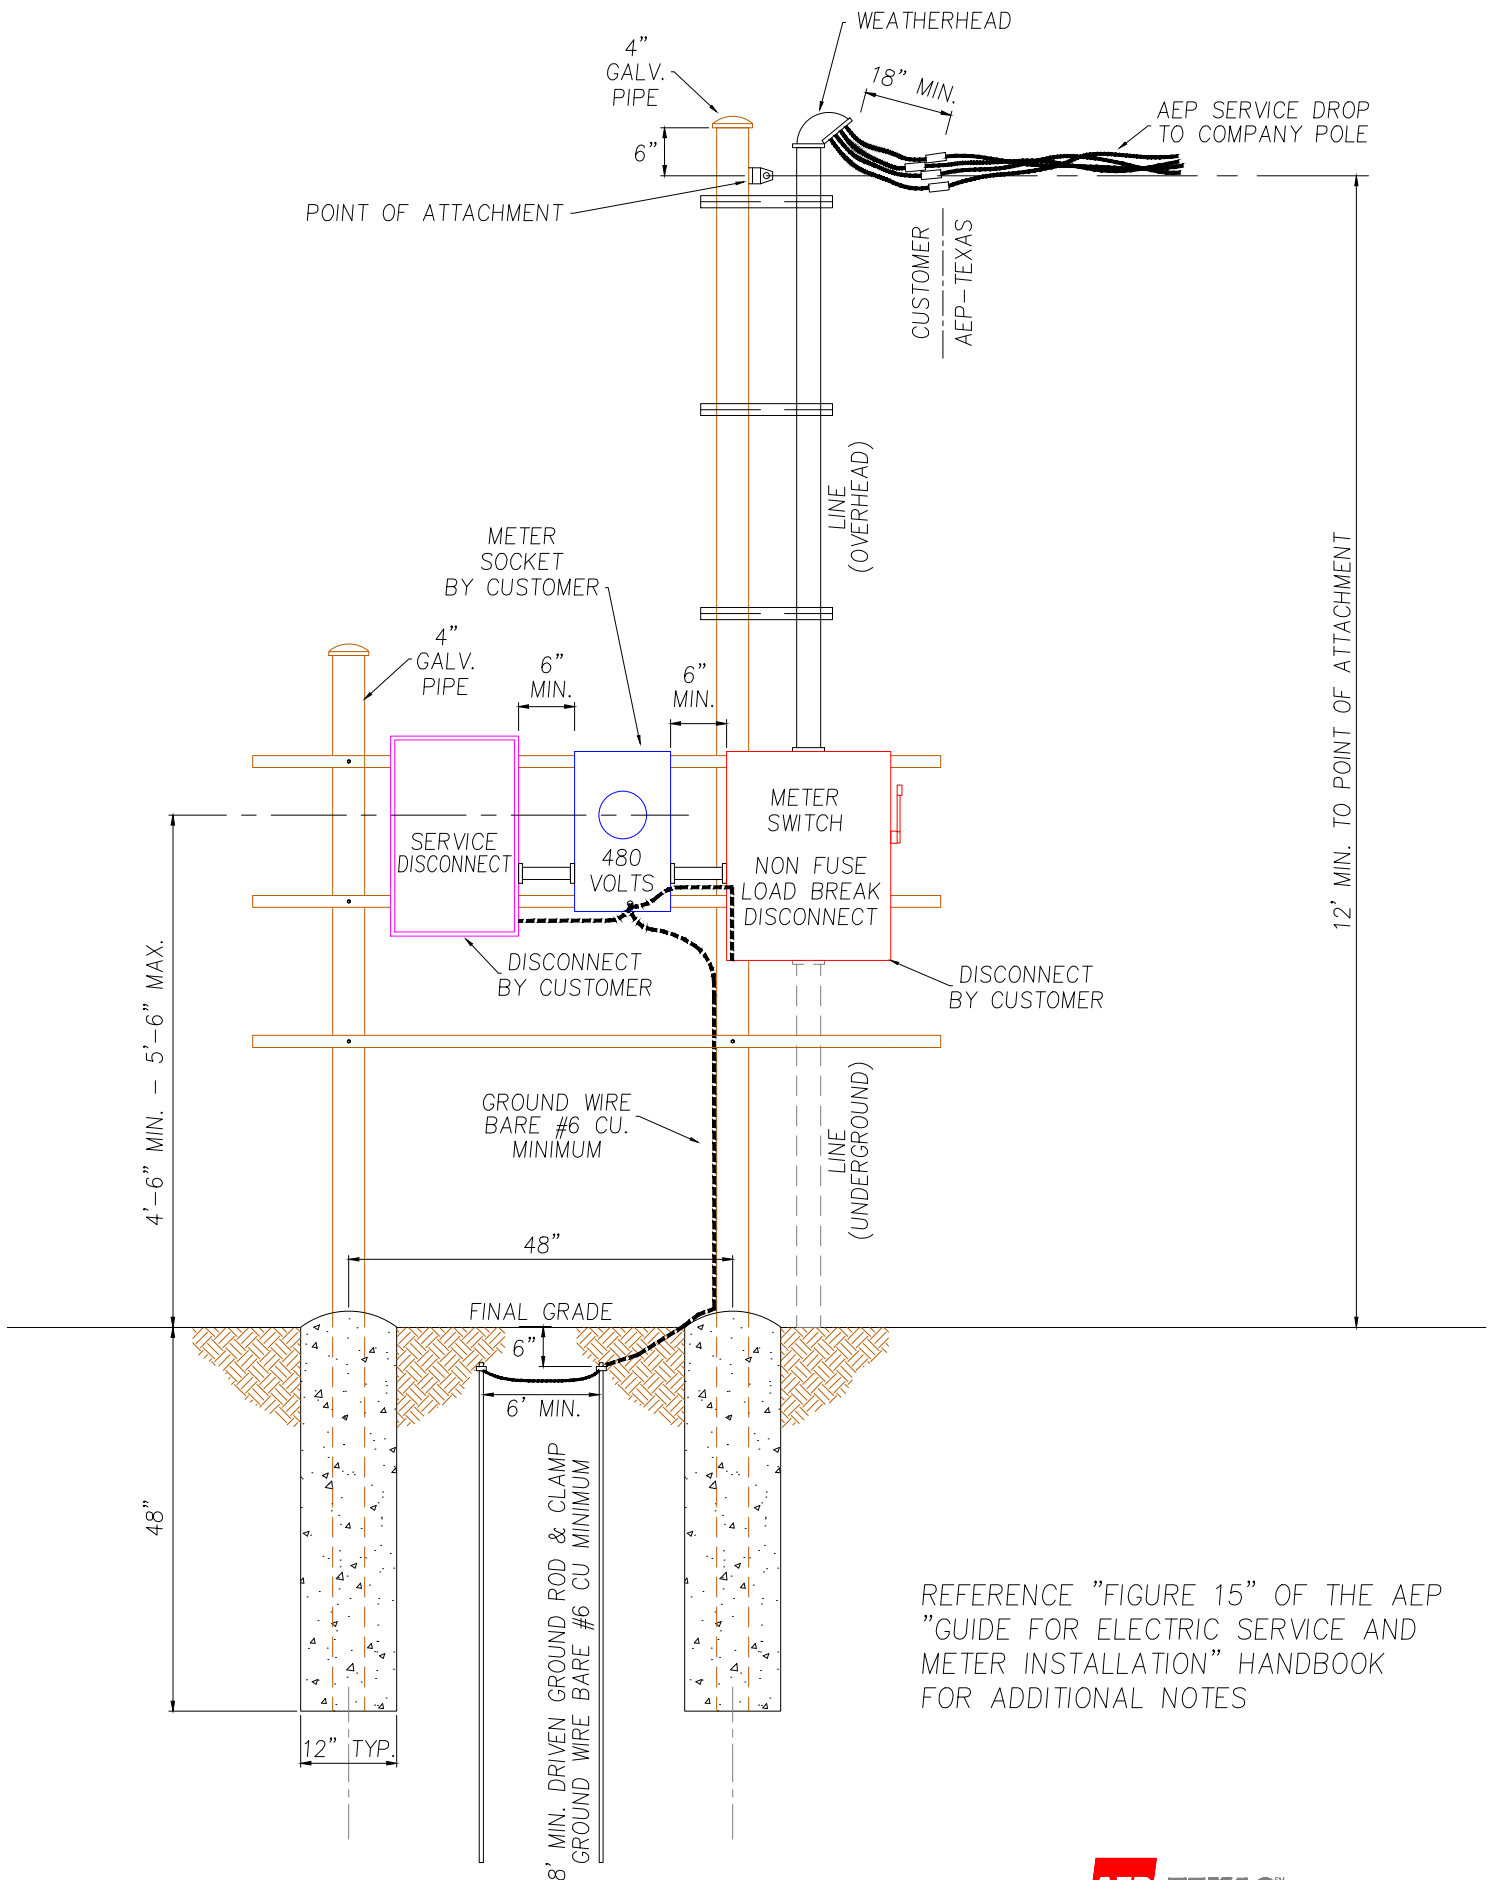 WEATHERHEAD
4"
GALV.
PIPE
18" MIN.
AEP SERVICE DROP
TO COMPANY POLE
6"
POINT OF ATTACHMENT
CUSTOMER
AEP-TEXAS
LINE
(OVERHEAD)
METER
SOCKET
BY CUSTOMER
12' MIN. TO POINT OF ATTACHMENT
4"
GALV.
PIPE
6"
MIN.
6"
MIN.
METER
SWITCH
NON FUSE
LOAD BREAK
DISCONNECT
SERVICE
DISCONNECT
480
VOLTS
DISCONNECT
BY CUSTOMER
DISCONNECT
BY CUSTOMER
4'-6" MIN. - 5'-6" MAX.
GROUND WIRE
BARE #6 CU.
MINIMUM
LINE
(UNDERGROUND)
48"
FINAL GRADE
6"
6' MIN.
48"
8' MIN. DRIVEN GROUND ROD & CLAMP
GROUND WIRE BARE #6 CU MINIMUM
12" TYP.
REFERENCE "FIGURE 15" OF THE AEP
"GUIDE FOR ELECTRIC SERVICE AND
METER INSTALLATION" HANDBOOK
FOR ADDITIONAL NOTES